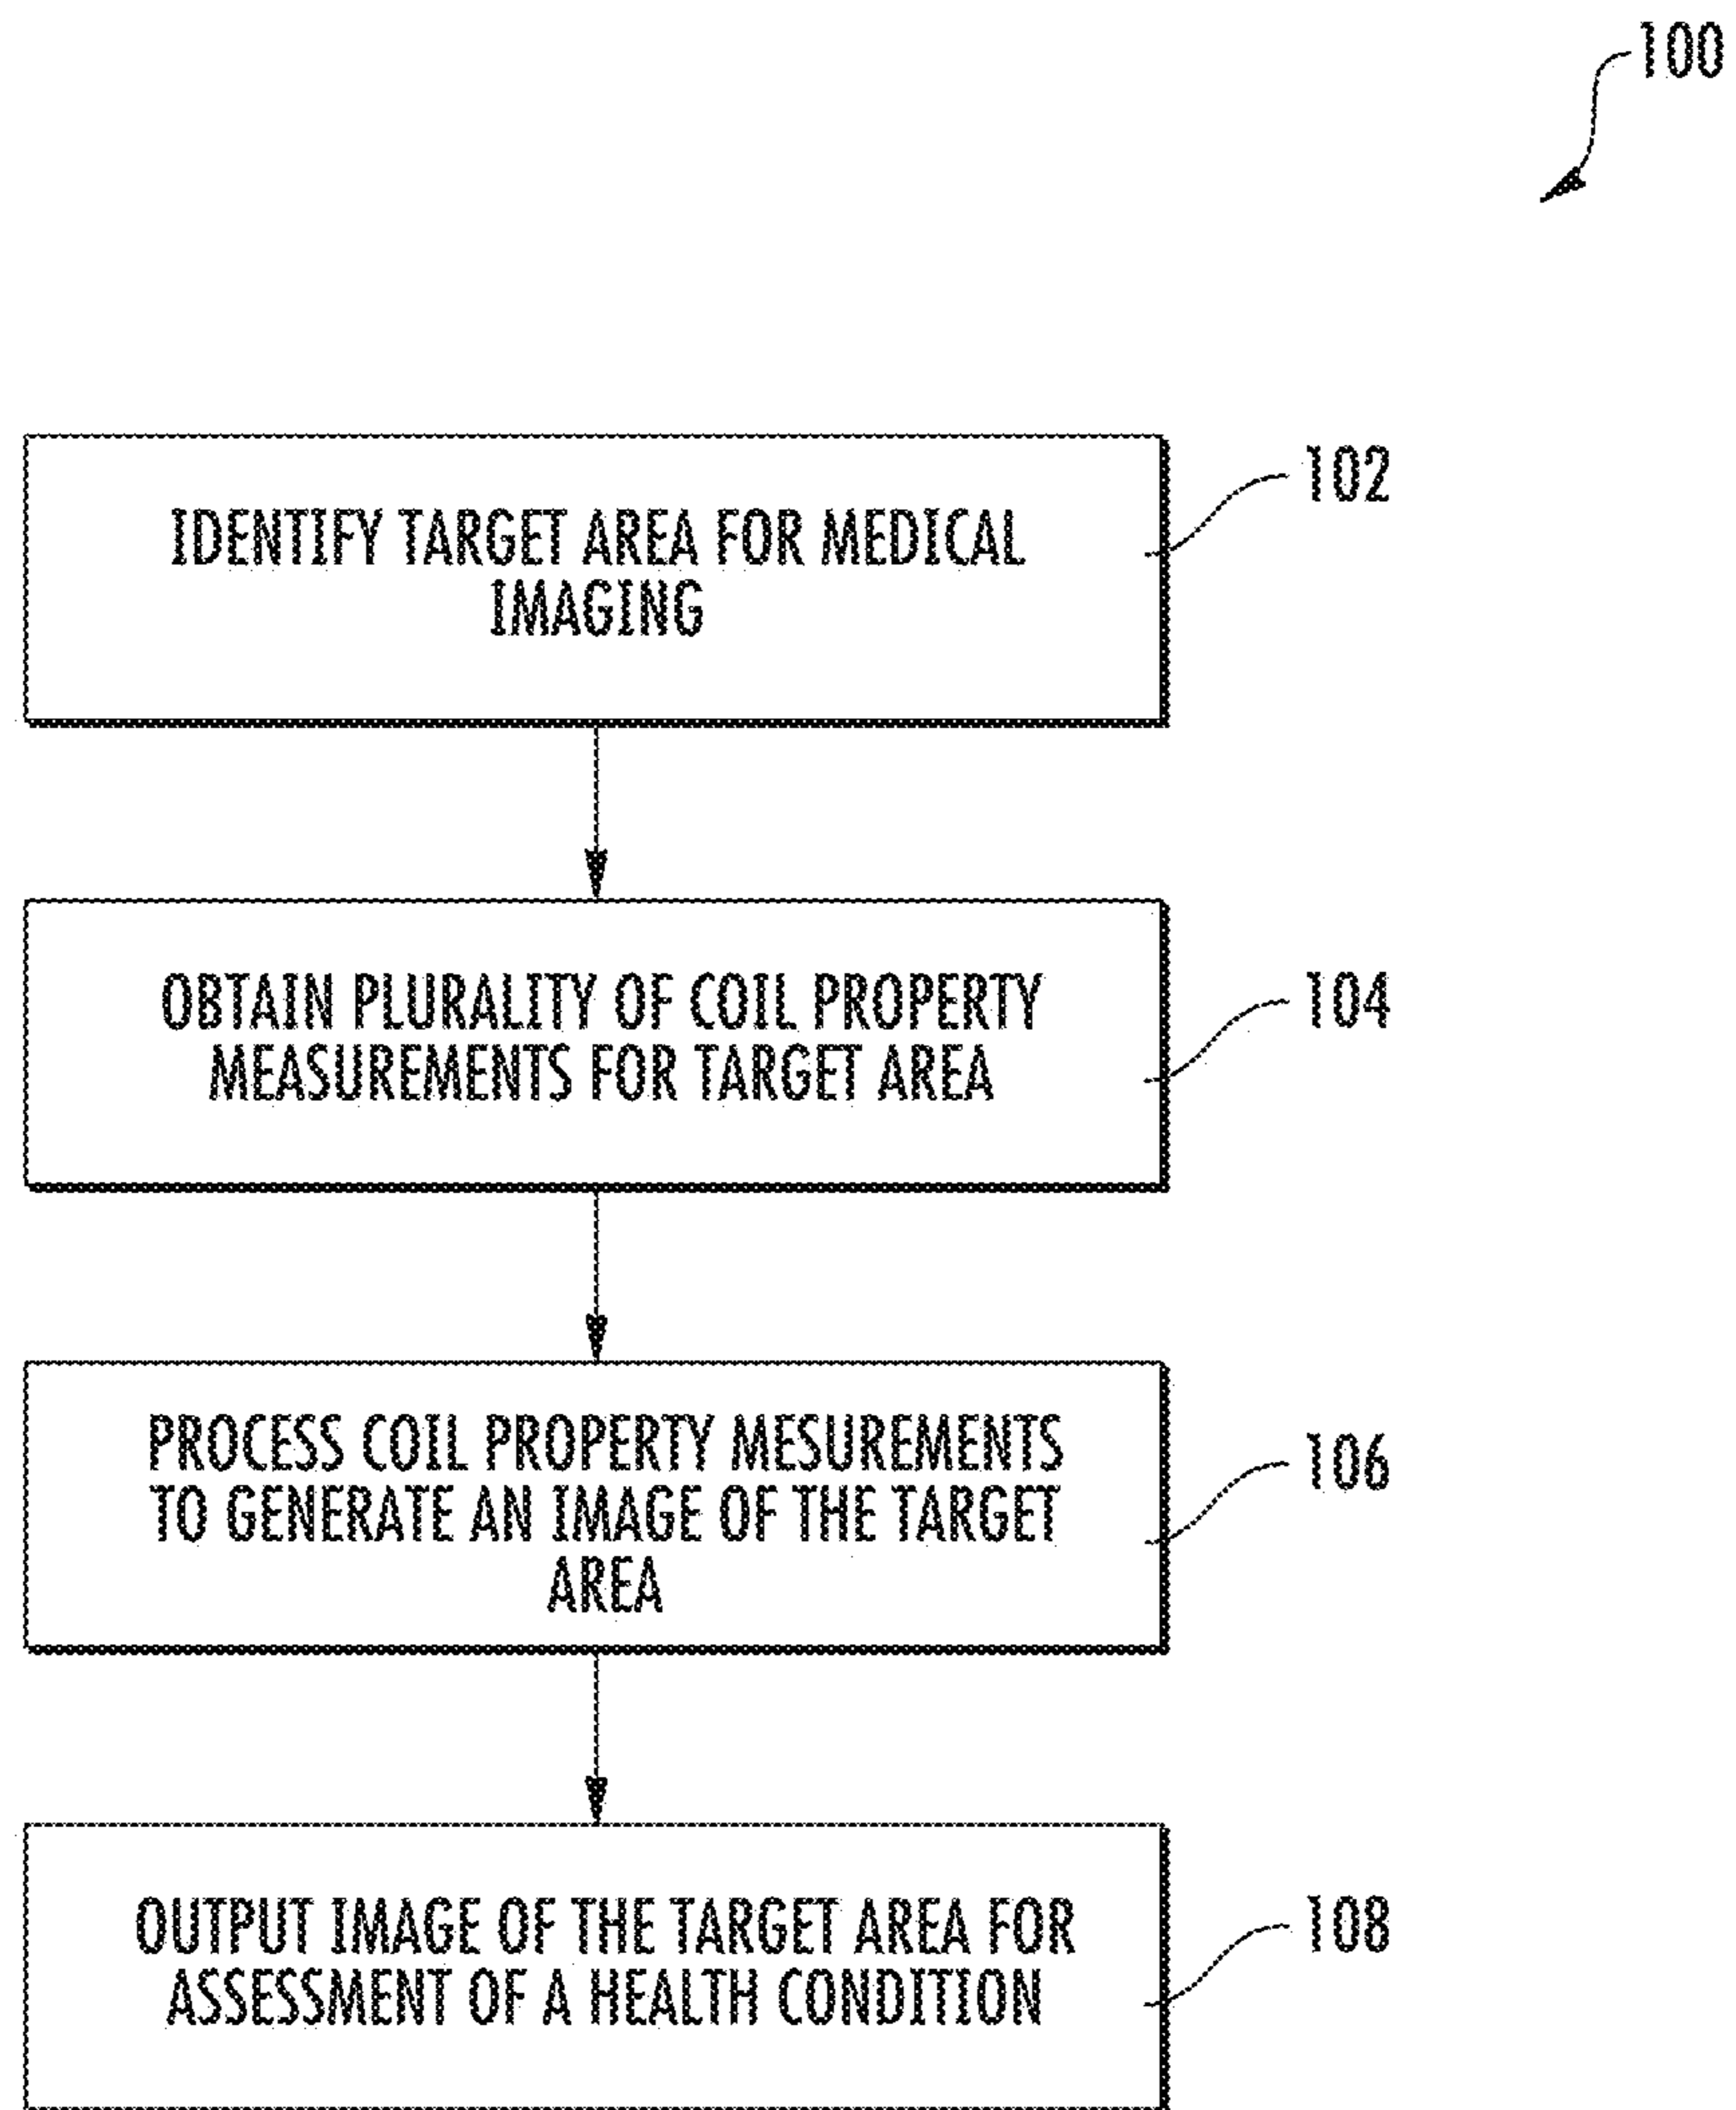 100
IDENTIFY TARGET AREA FOR MEDICAL
IMAGING
102
OBTAIN PLURALITY OF COIL PROPERTY
MEASUREMENTS FOR TARGET AREA
104
PROCESS COIL PROPERTY MESUREMENTS
TO GENERATE AN IMAGE OF THE TARGET
AREA
106
OUTPUT IMAGE OF THE TARGET AREA FOR
ASSESSMENT OF A HEALTH CONDITION
108